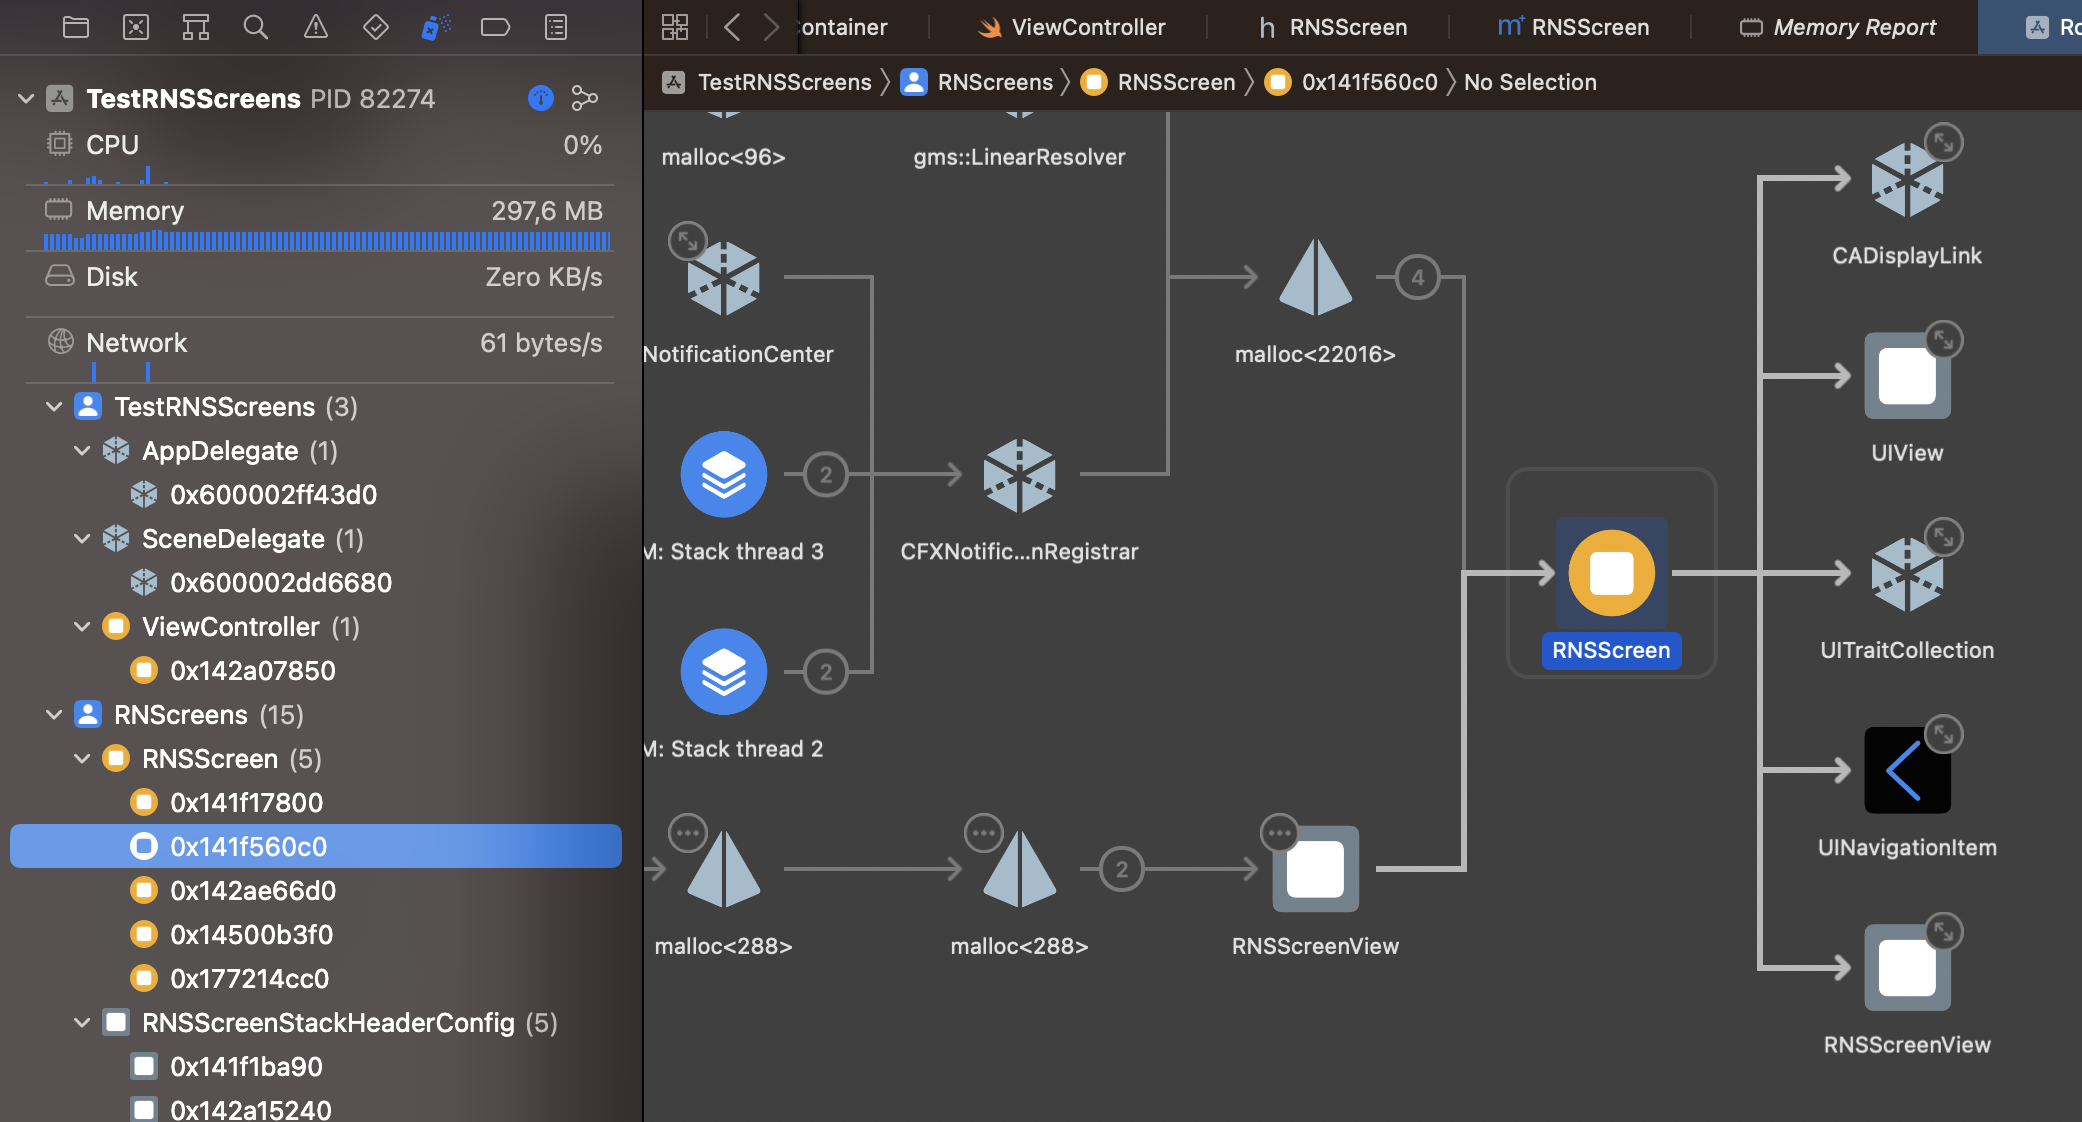 TestRNSScreens PID 82274
CPU 0%
Memory 297,6 MB
Disk Zero KB/s
Network 61 bytes/s
TestRNSScreens (3)
AppDelegate (1)
0x600002ff43d0
SceneDelegate (1)
0x600002dd6680
ViewController (1)
0x142a07850
RNScreens (15)
RNSScreen (5)
0x141f17800
0x141f560c0
0x142ae66d0
0x14500b3f0
0x177214cc0
RNSScreenStackHeaderConfig (5)
0x141f1ba90
0x142a15240
ontainer ViewController h RNSScreen m+ RNSScreen Memory Report Ro
TestRNSScreens RNScreens RNSScreen 0x141f560c0 No Selection
malloc<96> gms::LinearResolver
CADisplayLink
4
NotificationCenter malloc<22016>
UIView
2
M: Stack thread 3 CFXNotific...nRegistrar
RNSScreen UITraitCollection
2
M: Stack thread 2
UINavigationItem
2
malloc<288> malloc<288> RNSScreenView
RNSScreenView